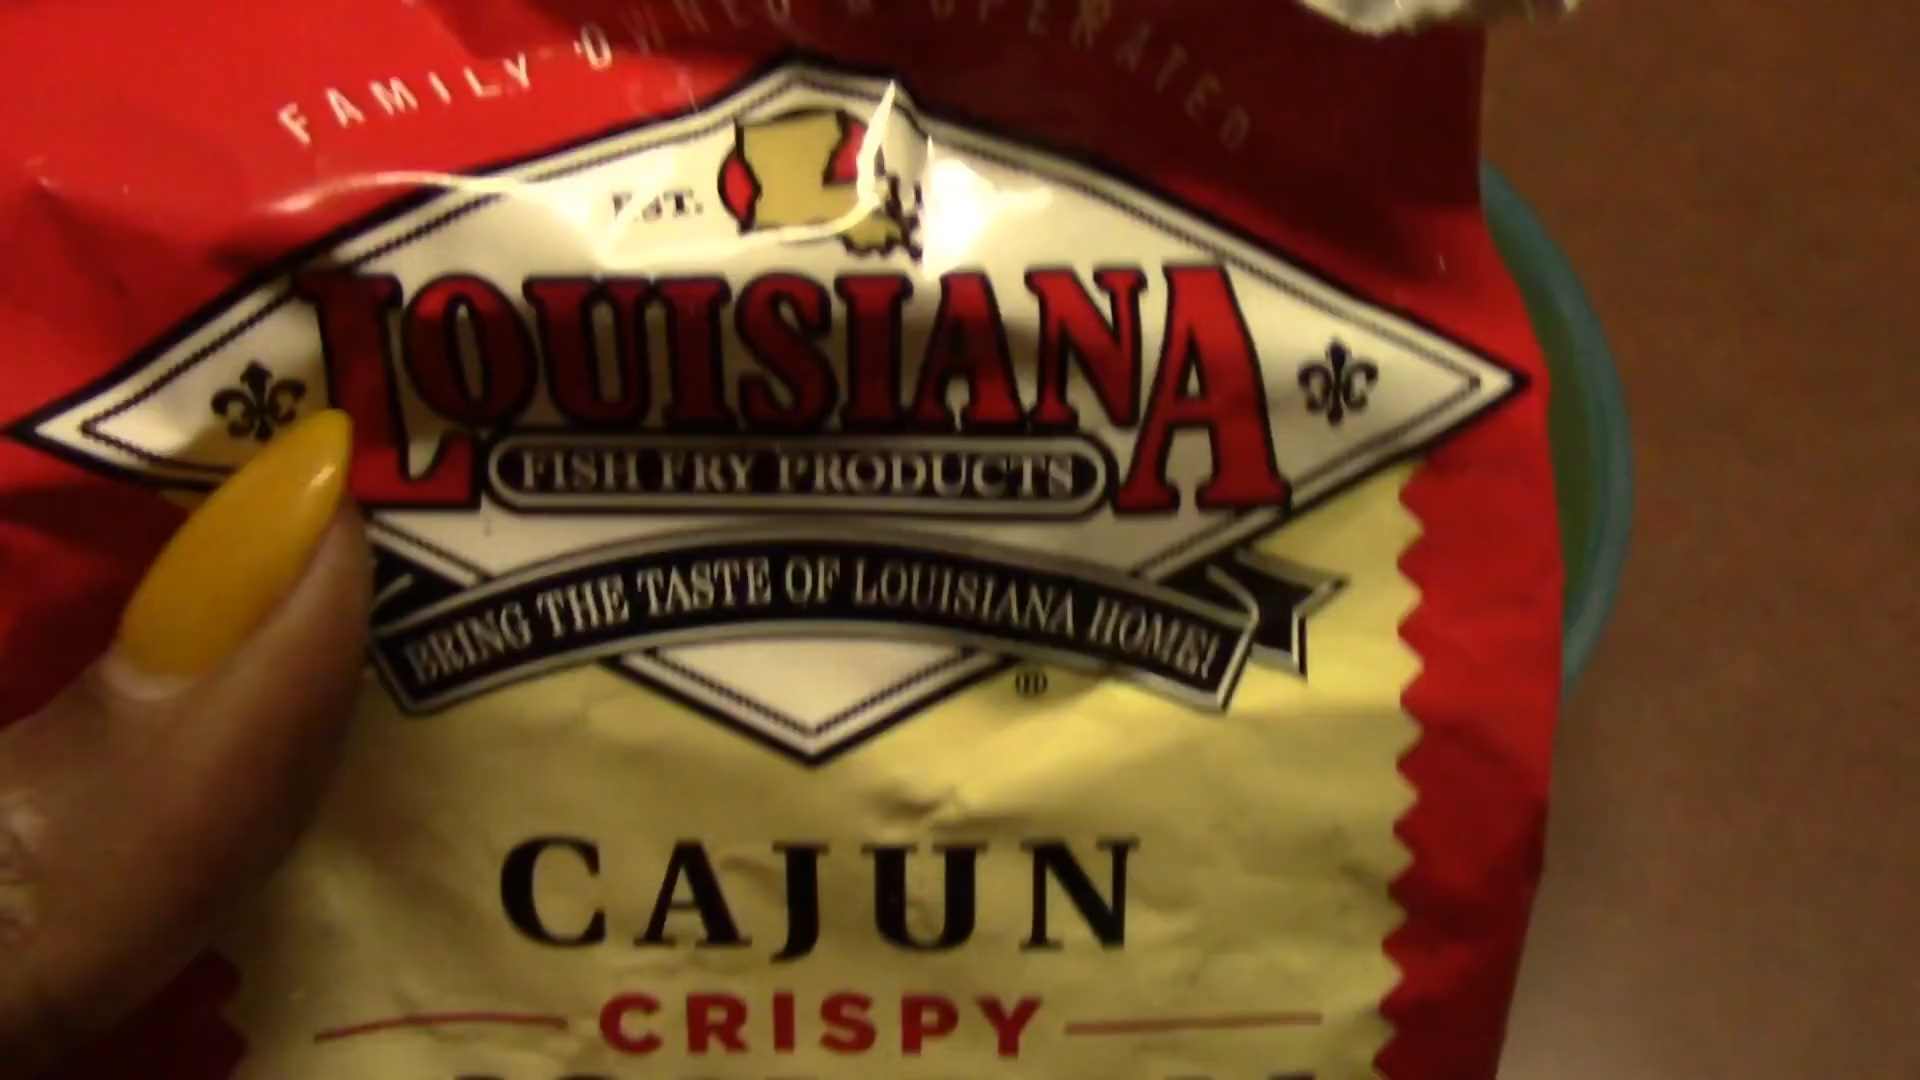 FAMILY OWNED & OPERATED
EST.
LOUISIANA
FISH FRY PRODUCTS
BRING THE TASTE OF LOUISIANA HOME!
®
CAJUN
CRISPY